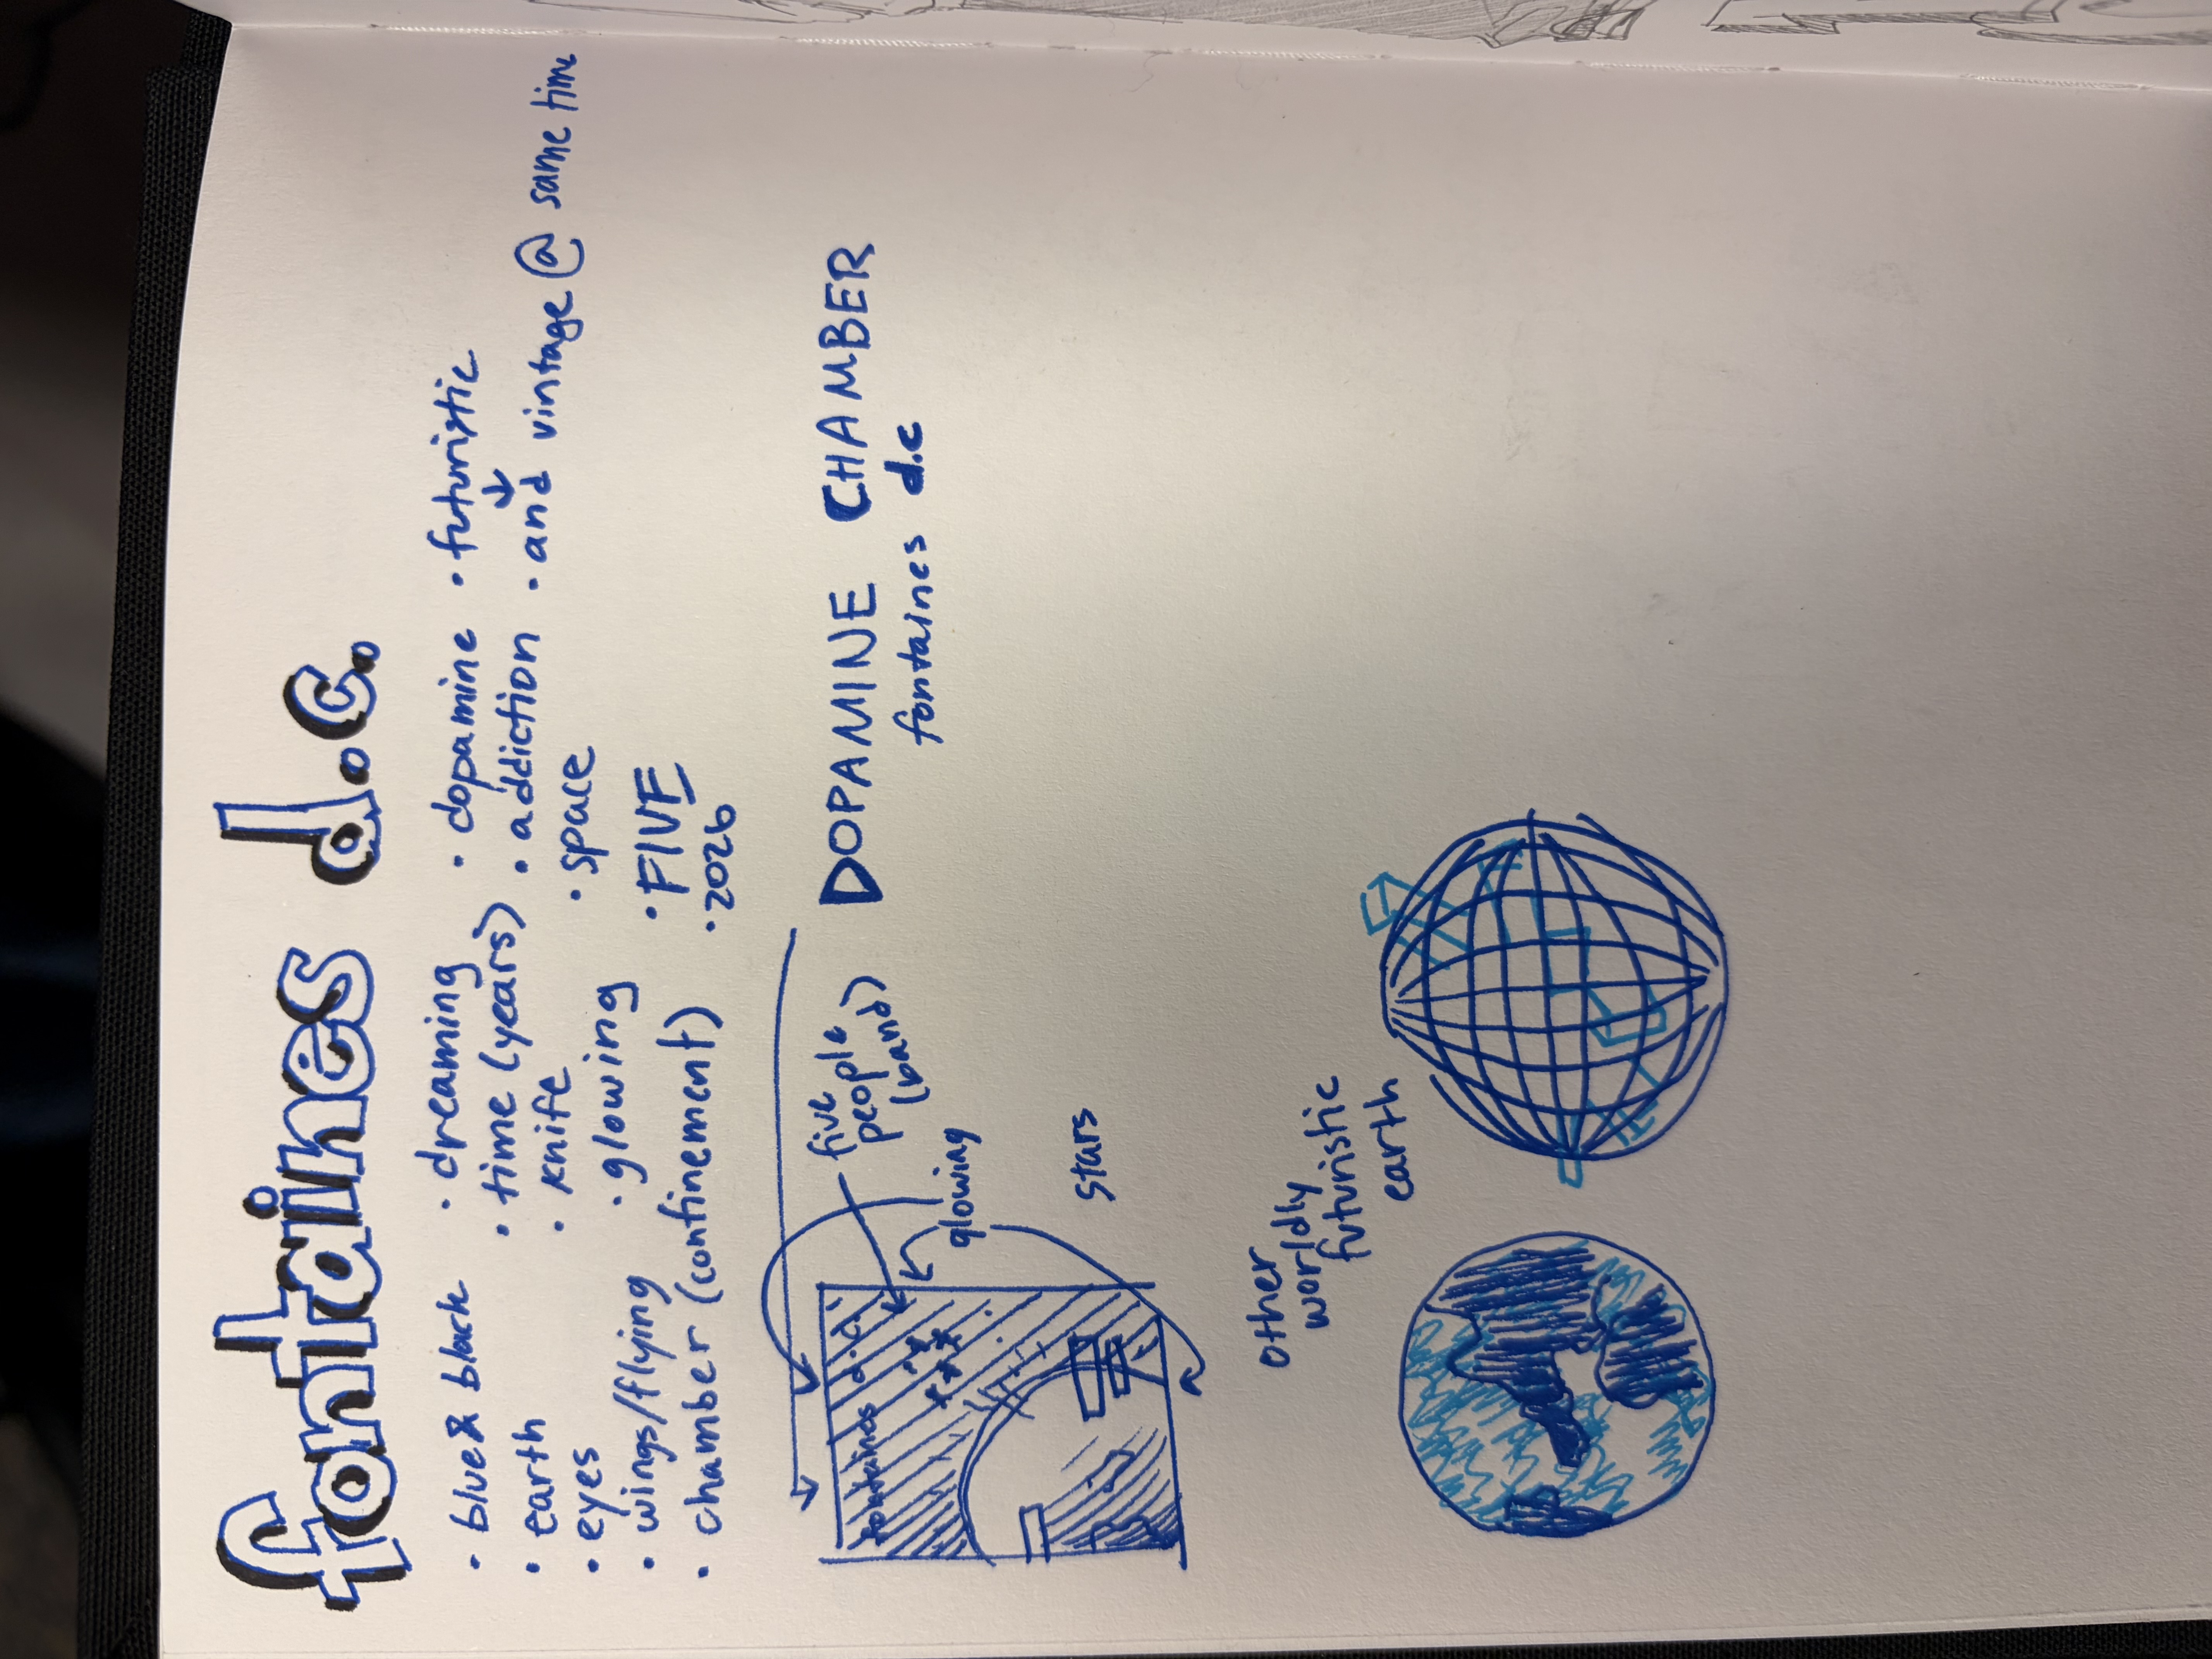 fontaines d.c.
• blue & black
• earth
• eyes
• wings/flying
• chamber (confinement)
• dreaming
• time (years)
• knife
• glowing
• dopamine
• addiction
• space
• FIVE
• 2026
• futuristic
• and vintage @ same time
fontaines d.c.
five
people
(band)
glowing
stars
DOPAMINE CHAMBER
fontaines d.c
other
worldly
futuristic
earth